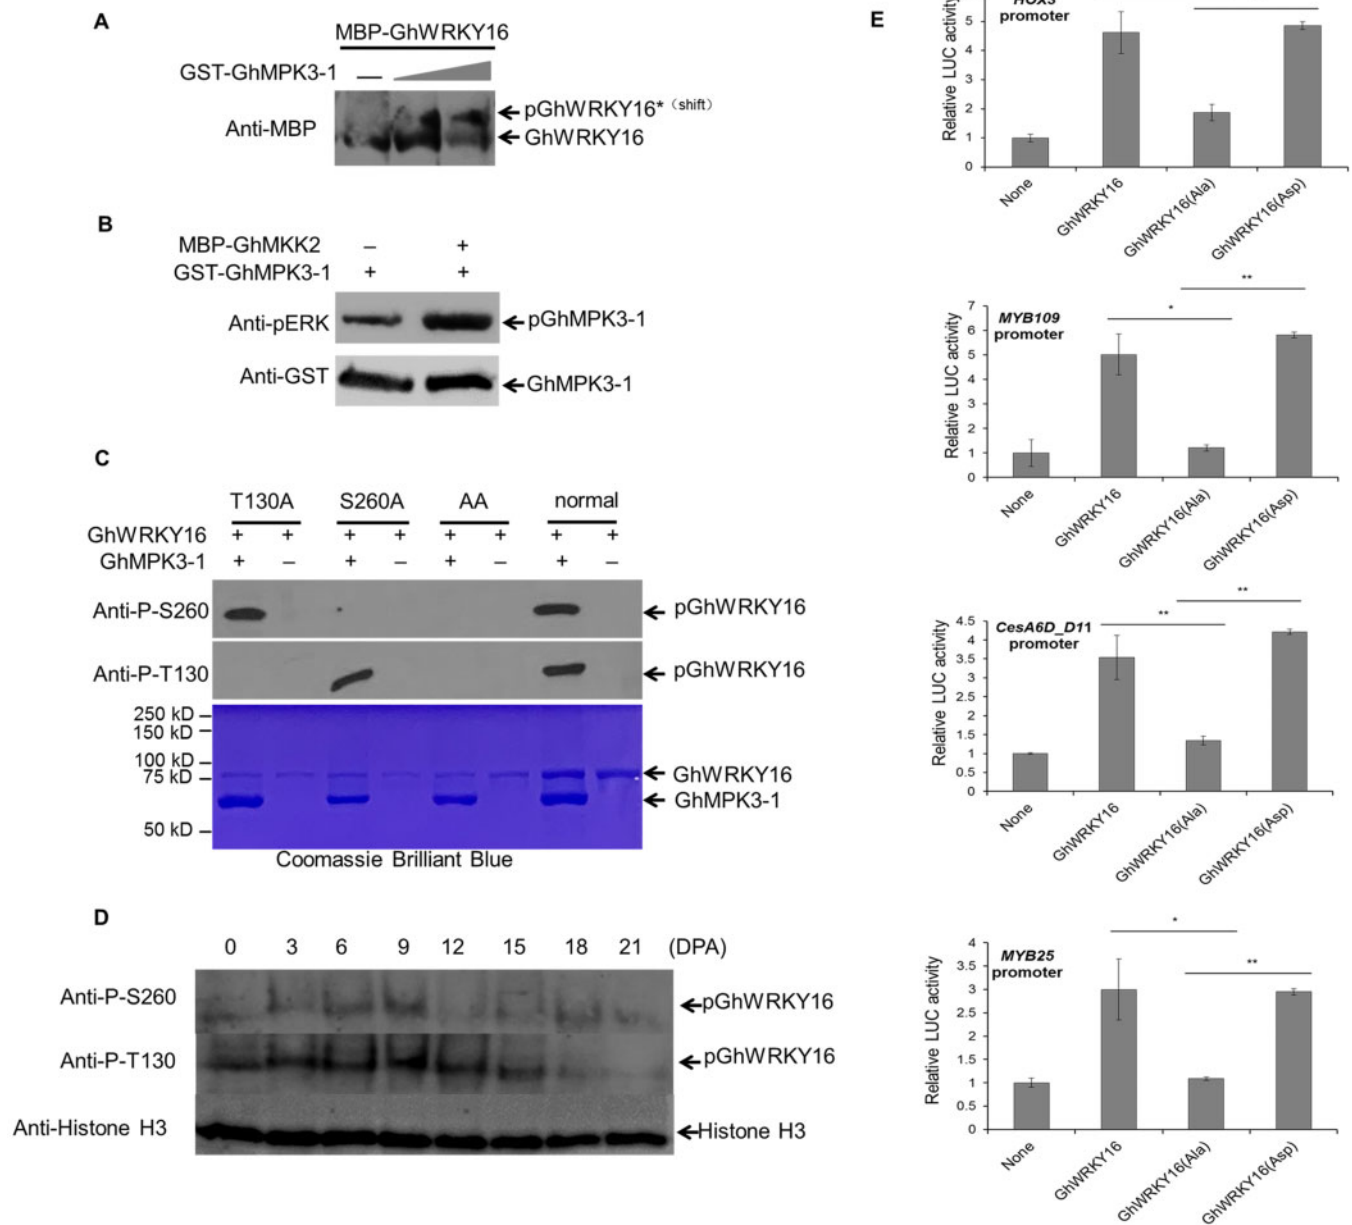 A
MBP-GhWRKY16
GST-GhMPK3-1 —
Anti-MBP
pGhWRKY16* (shift)
GhWRKY16
B
MBP-GhMKK2 – +
GST-GhMPK3-1 + +
Anti-pERK
pGhMPK3-1
Anti-GST
GhMPK3-1
C
T130A S260A AA normal
GhWRKY16 + + + + + + + +
GhMPK3-1 + – + – + – + –
Anti-P-S260
pGhWRKY16
Anti-P-T130
pGhWRKY16
250 kD
150 kD
100 kD
75 kD
50 kD
GhWRKY16
GhMPK3-1
Coomassie Brilliant Blue
D
0 3 6 9 12 15 18 21 (DPA)
Anti-P-S260
pGhWRKY16
Anti-P-T130
pGhWRKY16
Anti-Histone H3
Histone H3
E
HOX3
promoter
Relative LUC activity
5
4
3
2
1
0
None
GhWRKY16
GhWRKY16(Ala)
GhWRKY16(Asp)
**
*
MYB109
promoter
Relative LUC activity
7
6
5
4
3
2
1
0
None
GhWRKY16
GhWRKY16(Ala)
GhWRKY16(Asp)
**
**
CesA6D_D11
promoter
Relative LUC activity
4.5
4
3.5
3
2.5
2
1.5
1
0.5
0
None
GhWRKY16
GhWRKY16(Ala)
GhWRKY16(Asp)
*
**
MYB25
promoter
Relative LUC activity
4
3.5
3
2.5
2
1.5
1
0.5
0
None
GhWRKY16
GhWRKY16(Ala)
GhWRKY16(Asp)